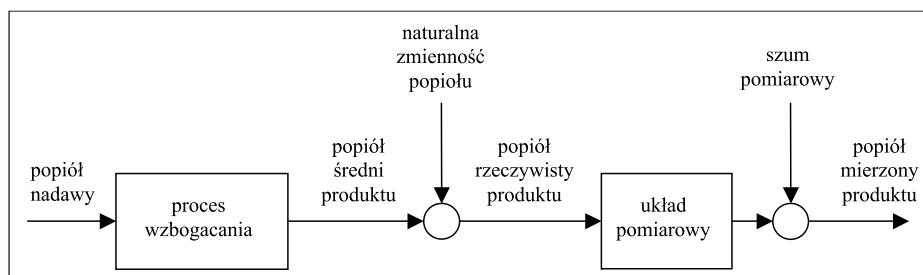 popiół
nadawy
proces
wzbogacania
popiół
średni
produktu
naturalna
zmienność
popiołu
popiół
rzeczywisty
produktu
układ
pomiarowy
szum
pomiarowy
popiół
mierzony
produktu